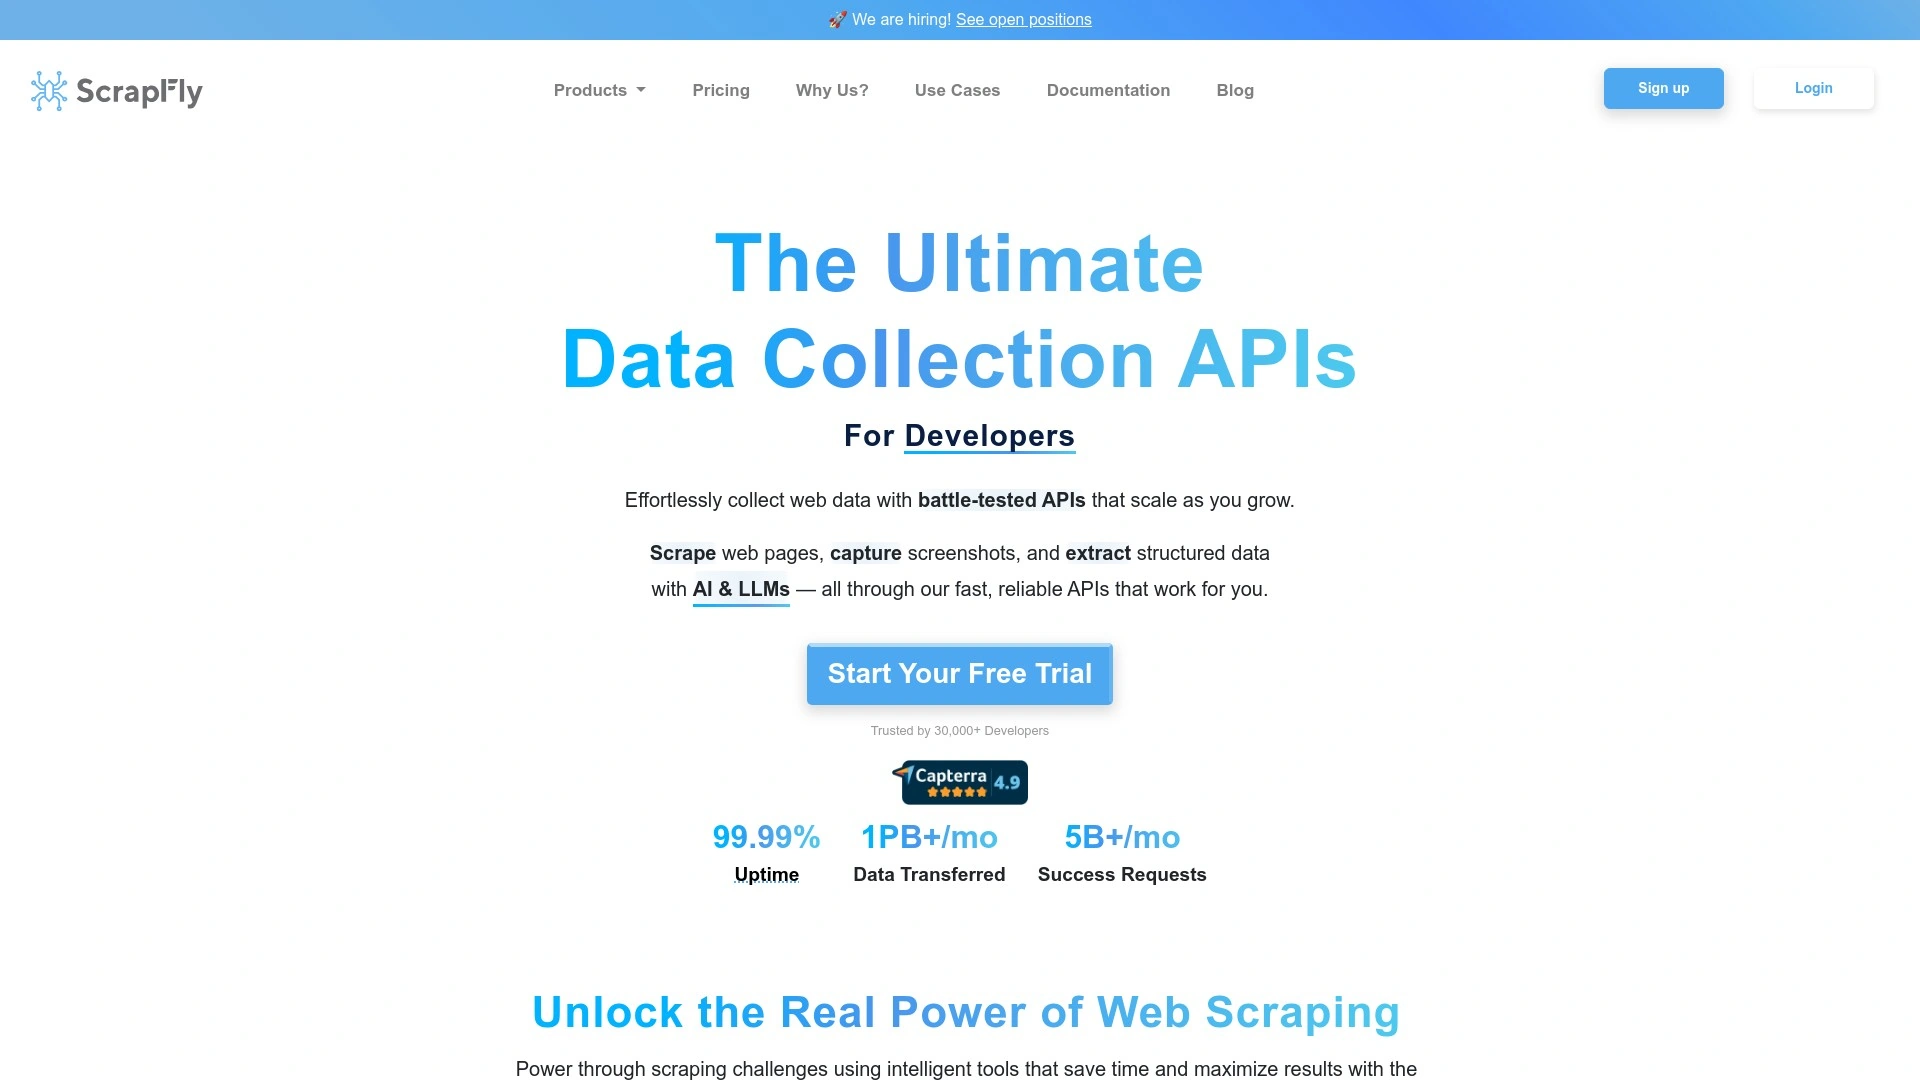 🚀 We are hiring! See open positions
ScrapFly
Products
Pricing
Why Us?
Use Cases
Documentation
Blog
Sign up
Login
The Ultimate
Data Collection APIs
For Developers
Effortlessly collect web data with battle-tested APIs that scale as you grow.
Scrape web pages, capture screenshots, and extract structured data
with AI & LLMs — all through our fast, reliable APIs that work for you.
Start Your Free Trial
Trusted by 30,000+ Developers
Capterra 4.9
99.99%
Uptime
1PB+/mo
Data Transferred
5B+/mo
Success Requests
Unlock the Real Power of Web Scraping
Power through scraping challenges using intelligent tools that save time and maximize results with the